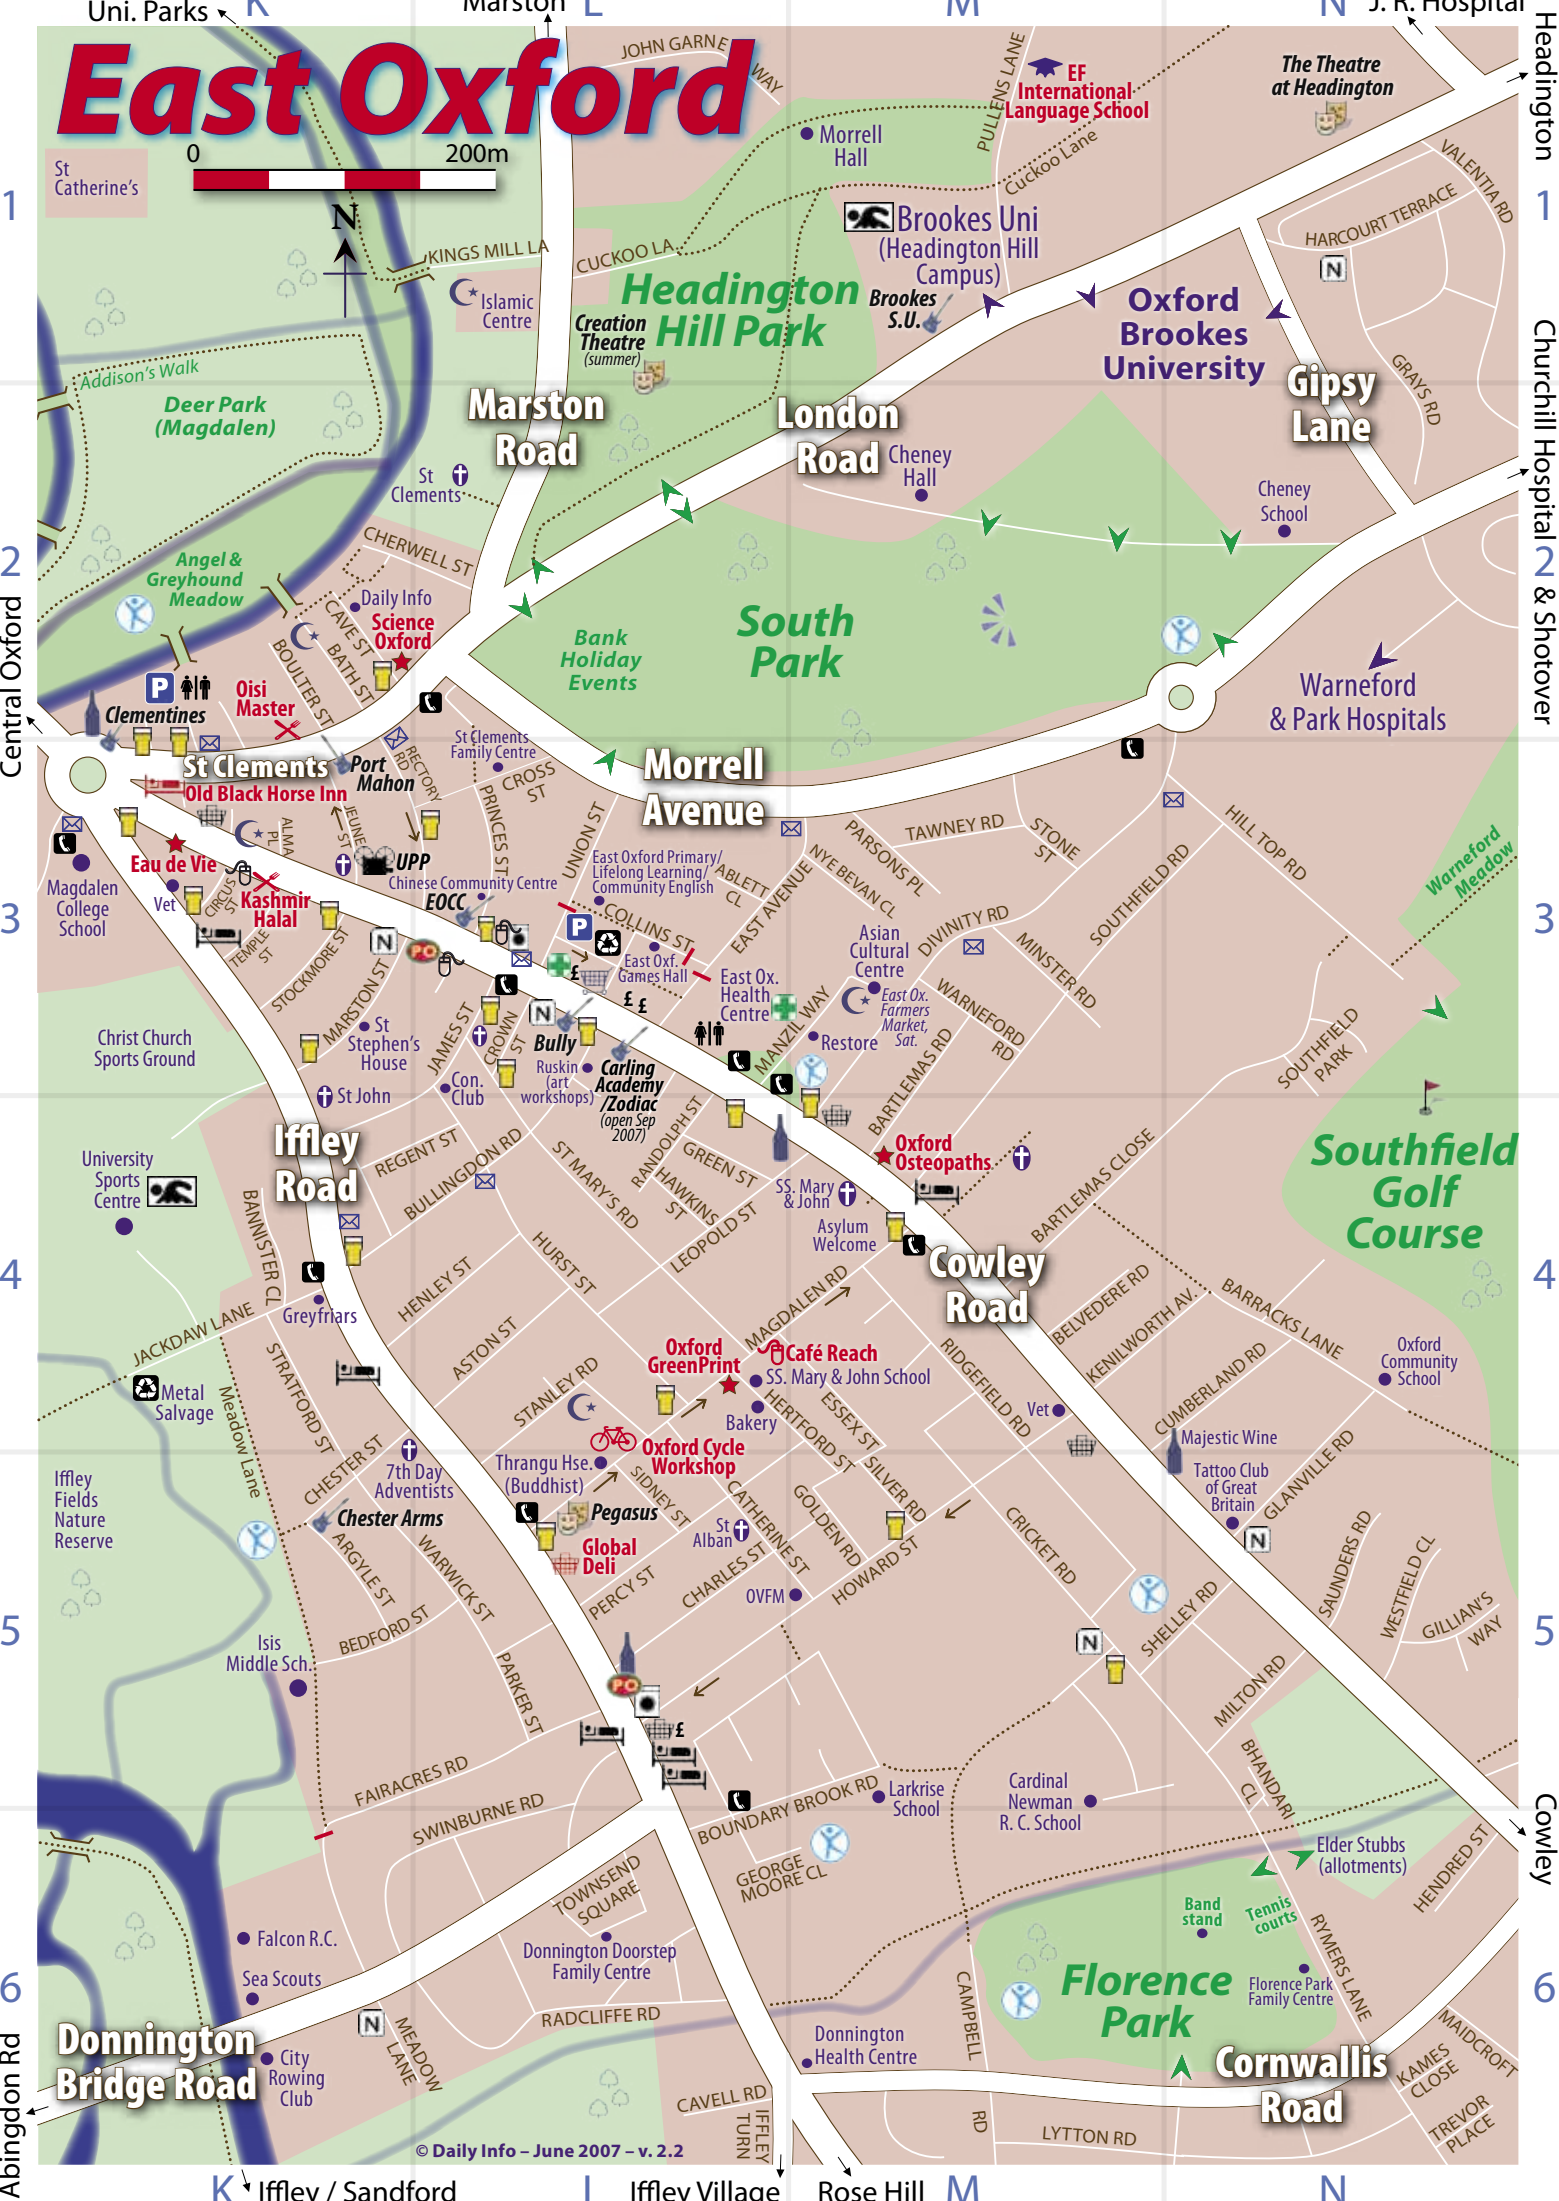 Uni. Parks
K
Marston
L
M
N
J. R. Hospital
Headington
East Oxford
0 200m
N
St
Catherine's
JOHN GARNE WAY
PULLENS LANE
EF
International
Language School
The Theatre
at Headington
Morrell
Hall
Cuckoo Lane
VALENTIA RD
1
1
HARCOURT TERRACE
N
Brookes Uni
(Headington Hill
Campus)
KINGS MILL LA
CUCKOO LA
Islamic
Centre
Headington
Hill Park
Creation
Theatre
(summer)
Brookes
S.U.
Oxford
Brookes
University
Gipsy
Lane
GRAYS RD
Churchill Hospital & Shotover
Addison's Walk
Deer Park
(Magdalen)
Marston
Road
London
Road
Cheney
Hall
St
Clements
Cheney
School
CHERWELL ST
2
2
Angel &
Greyhound
Meadow
Daily Info
Science
Oxford
CAVE ST
BATH ST
BOULTER ST
Bank
Holiday
Events
South
Park
Warneford
& Park Hospitals
Central Oxford
P
Oisi
Master
Clementines
St Clements
Port
Mahon
RECTORY
RD
St Clements
Family Centre
CROSS
ST
Morrell
Avenue
Old Black Horse Inn
PRINCES ST
UNION ST
JEUNE
ST
ALMA
PL
UPP
Eau de Vie
Magdalen
College
School
Vet
CIRCUS
ST
Kashmir
Halal
TEMPLE
ST
Chinese Community Centre
EOCC
East Oxford Primary/
Lifelong Learning/
Community English
ABLETT
CL
NYE BEVAN CL
PARSONS PL
TAWNEY RD
STONE
ST
HILL TOP RD
Warneford
Meadow
SOUTHFIELD RD
3
3
STOCKMORE ST
MARSTON ST
N
PO
P
COLLINS ST
EAST AVENUE
East Oxf.
Games Hall
Asian
Cultural
Centre
DIVINITY RD
MINSTER RD
East Ox.
Health
Centre
MANZIL WAY
East Ox.
Farmers
Market,
Sat.
WARNEFORD
RD
£
£ £
Christ Church
Sports Ground
St
Stephen's
House
JAMES ST
CROWN
ST
N
Bully
Ruskin
(art
workshops)
Carling
Academy
/Zodiac
(open Sep
2007)
Restore
BARTLEMAS RD
SOUTHFIELD
PARK
St John
Con.
Club
Iffley
Road
REGENT ST
BULLINGDON RD
ST MARY'S RD
RANDOLPH ST
GREEN ST
HAWKINS
ST
LEOPOLD ST
Oxford
Osteopaths
SS. Mary
& John
Asylum
Welcome
BARTLEMAS CLOSE
Southfield
Golf
Course
University
Sports
Centre
BANNISTER CL
Cowley
Road
4
4
HENLEY ST
HURST ST
MAGDALEN RD
BELVEDERE RD
KENILWORTH AV.
BARRACKS LANE
Greyfriars
JACKDAW LANE
ASTON ST
STRATFORD ST
Oxford
GreenPrint
Café Reach
SS. Mary & John School
RIDGEFIELD RD
CUMBERLAND RD
Oxford
Community
School
Metal
Salvage
Meadow Lane
STANLEY RD
Bakery
HERTFORD ST
ESSEX ST
Vet
Oxford Cycle
Workshop
Majestic Wine
CHESTER ST
7th Day
Adventists
Thrangu Hse.
(Buddhist)
SIDNEY ST
CATHERINE ST
GOLDEN RD
SILVER RD
CRICKET RD
Tattoo Club
of Great
Britain
GLANVILLE RD
N
Iffley
Fields
Nature
Reserve
Chester Arms
Pegasus
Global
Deli
St
Alban
CHARLES ST
HOWARD ST
ARGYLE ST
WARWICK ST
PERCY ST
OVFM
SAUNDERS RD
WESTFIELD CL
GILLIAN'S
WAY
5
5
BEDFORD ST
SHELLEY RD
N
Isis
Middle Sch.
PARKER ST
PO
£
MILTON RD
BHANDARI
CL
FAIRACRES RD
SWINBURNE RD
BOUNDARY BROOK RD
Larkrise
School
Cardinal
Newman
R. C. School
Cowley
GEORGE
MOORE CL
Elder Stubbs
(allotments)
HENDRED ST
TOWNSEND
SQUARE
Band
stand
Tennis
courts
RYMERS LANE
Falcon R.C.
Donnington Doorstep
Family Centre
Sea Scouts
Florence
Park
Florence Park
Family Centre
6
6
RADCLIFFE RD
CAMPBELL
RD
Donnington
Bridge Road
N
MEADOW
LANE
City
Rowing
Club
Donnington
Health Centre
Cornwallis
Road
MAIDCROFT
KAMES
CLOSE
TREVOR
PLACE
Abingdon Rd
CAVELL RD
IFFLEY
TURN
LYTTON RD
© Daily Info – June 2007 – v. 2.2
K
Iffley / Sandford
L
Iffley Village
Rose Hill
M
N